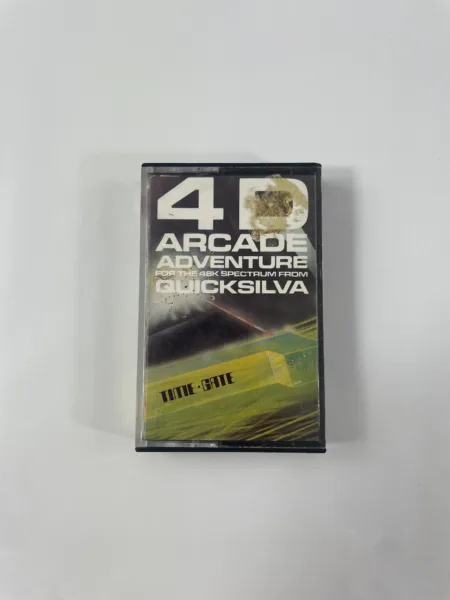 4D
ARCADE
ADVENTURE
FOR THE 48K SPECTRUM FROM
QUICKSILVA
TIME-GATE